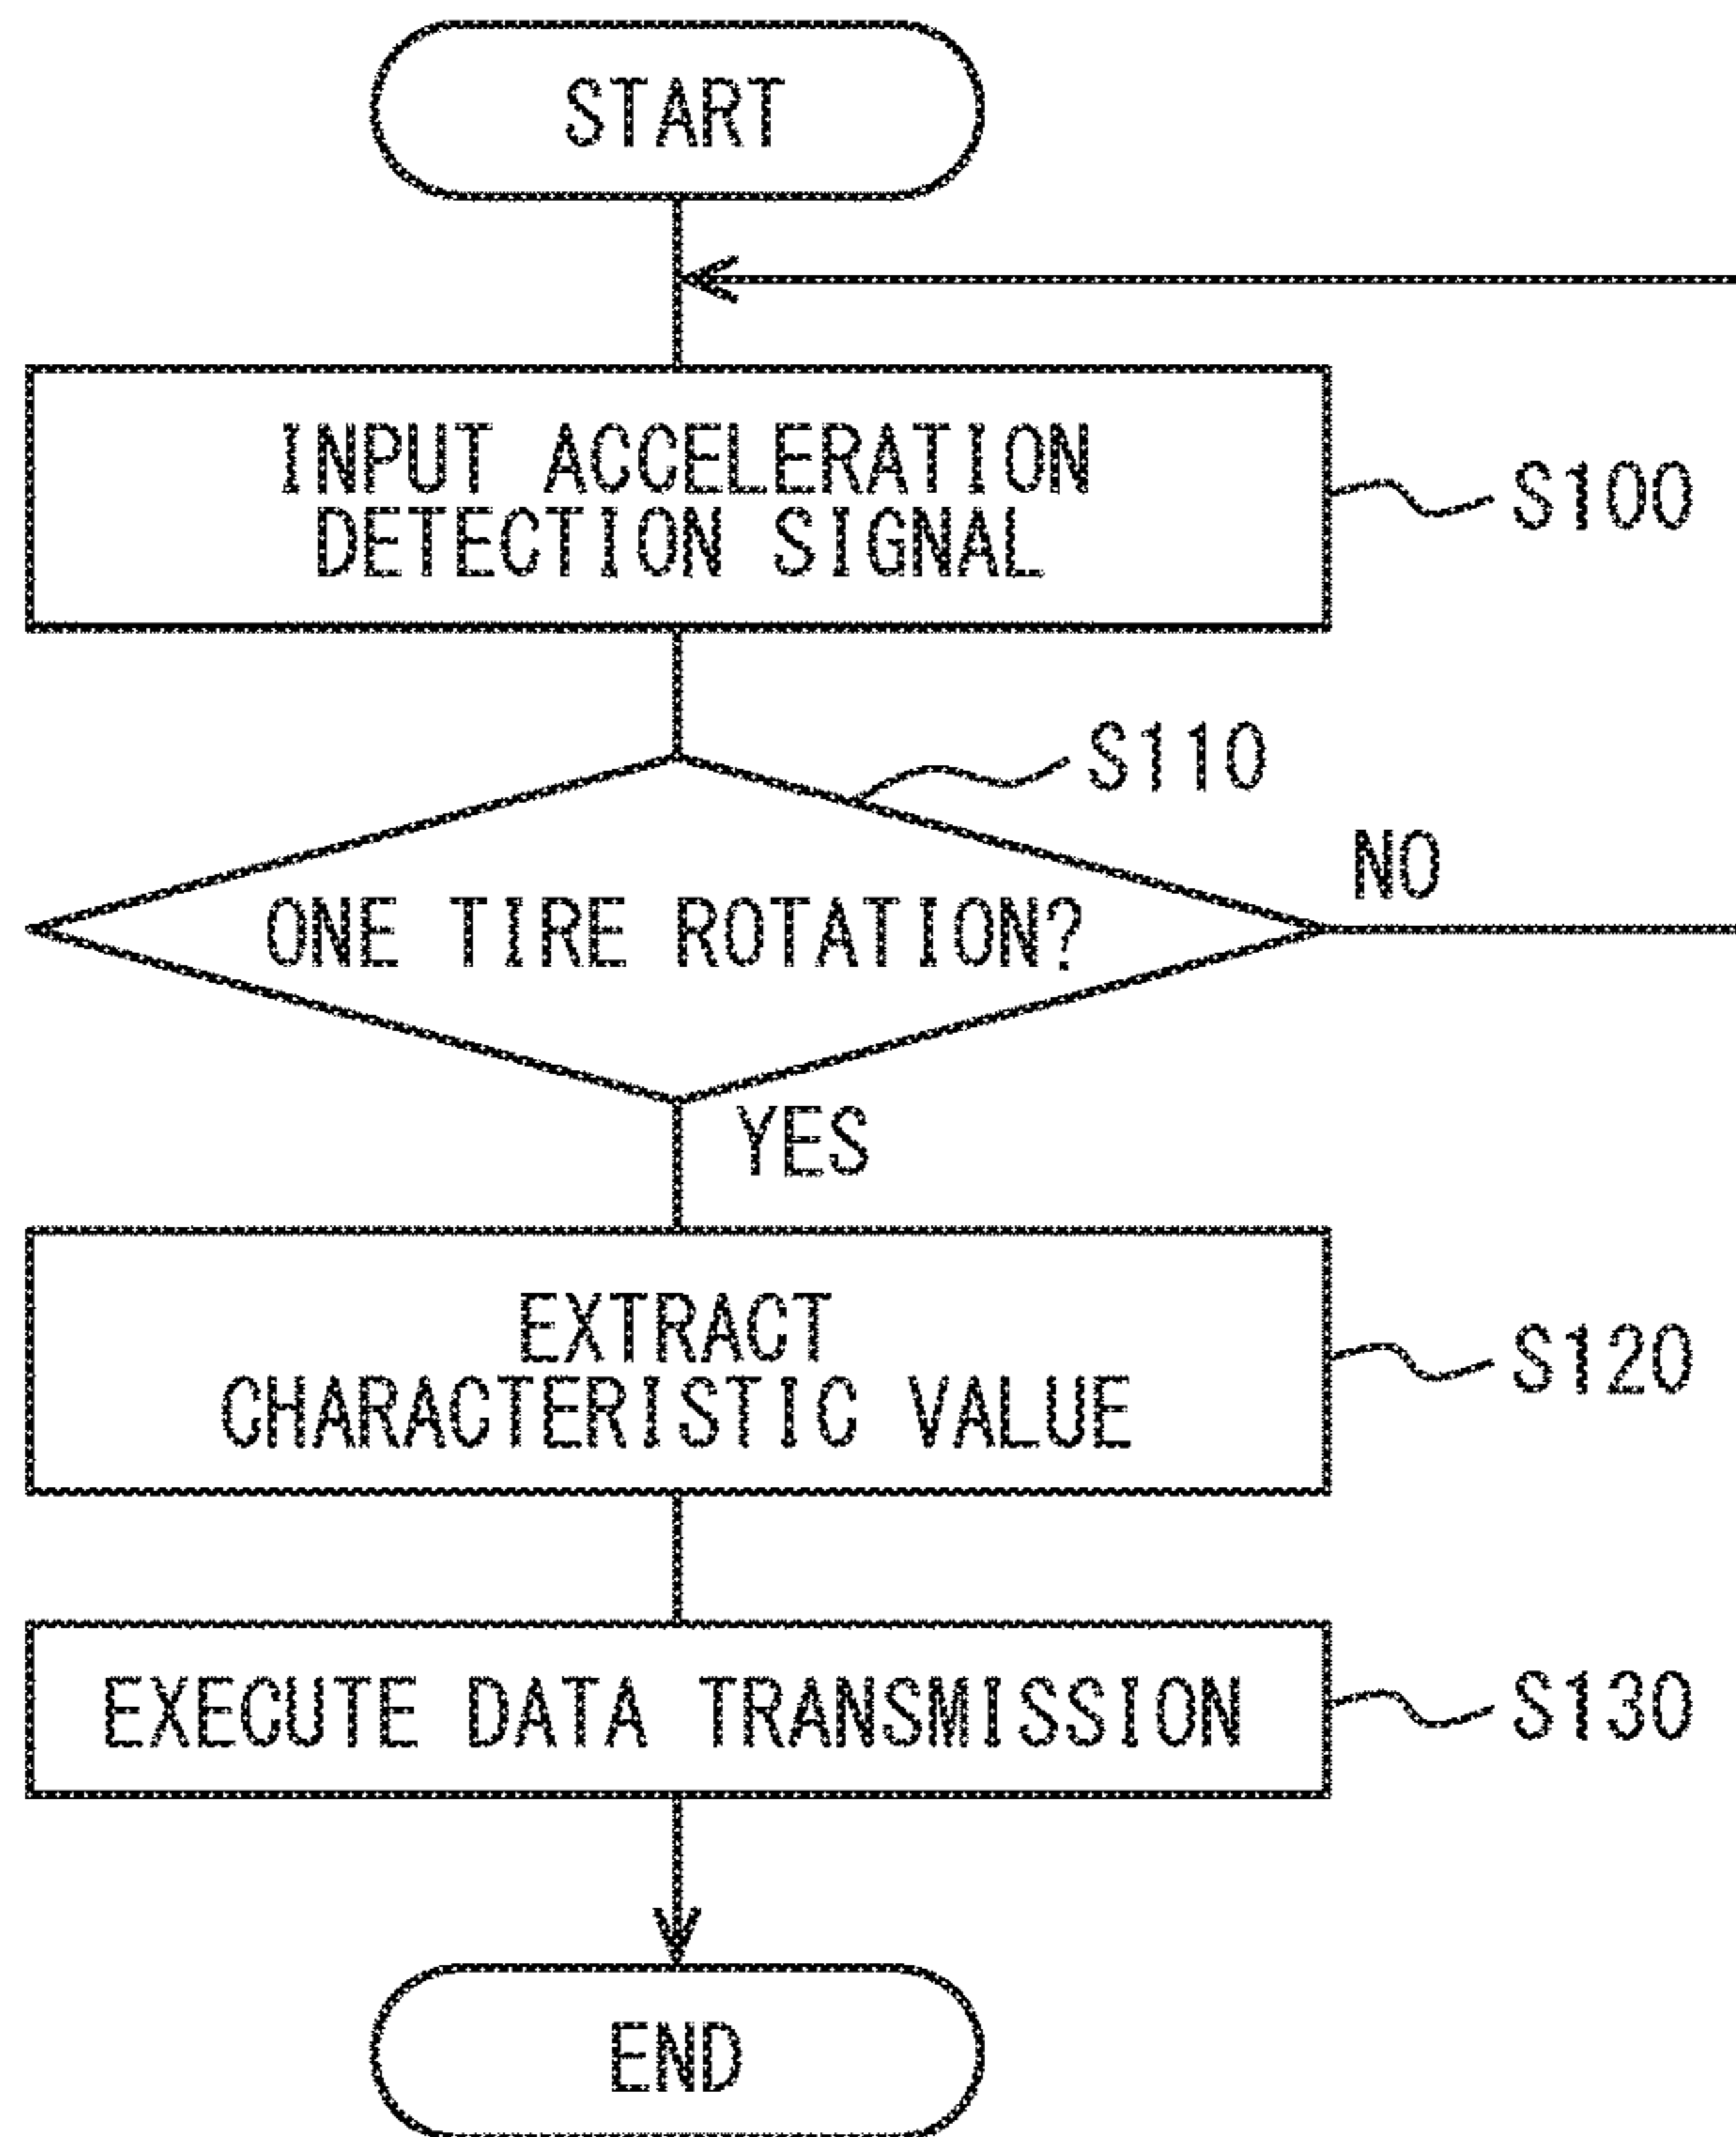 START
INPUT ACCELERATION
DETECTION SIGNAL
S100
S110
ONE TIRE ROTATION?
NO
YES
EXTRACT
CHARACTERISTIC VALUE
S120
EXECUTE DATA TRANSMISSION
S130
END